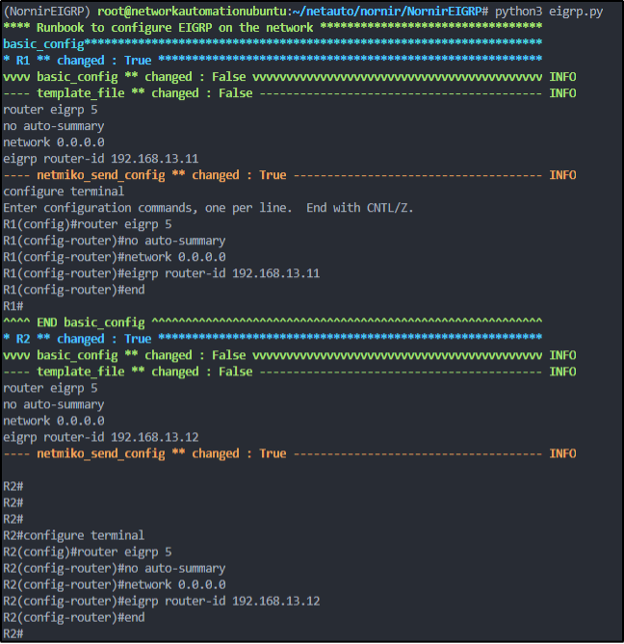 (NornirEIGRP) root@networkautomationubuntu:~/netauto/nornir/NornirEIGRP# python3 eigrp.py
**** Runbook to configure EIGRP on the network *********************************
basic_config********************************************************************
* R1 ** changed : True *********************************************************
vvvv basic_config ** changed : False vvvvvvvvvvvvvvvvvvvvvvvvvvvvvvvvvvvvvvvvvvv INFO
---- template_file ** changed : False ------------------------------------------ INFO
router eigrp 5
no auto-summary
network 0.0.0.0
eigrp router-id 192.168.13.11
---- netmiko_send_config ** changed : True ------------------------------------- INFO
configure terminal
Enter configuration commands, one per line.  End with CNTL/Z.
R1(config)#router eigrp 5
R1(config-router)#no auto-summary
R1(config-router)#network 0.0.0.0
R1(config-router)#eigrp router-id 192.168.13.11
R1(config-router)#end
R1#
^^^^ END basic_config ^^^^^^^^^^^^^^^^^^^^^^^^^^^^^^^^^^^^^^^^^^^^^^^^^^^^^^^^^^
* R2 ** changed : True *********************************************************
vvvv basic_config ** changed : False vvvvvvvvvvvvvvvvvvvvvvvvvvvvvvvvvvvvvvvvvvv INFO
---- template_file ** changed : False ------------------------------------------ INFO
router eigrp 5
no auto-summary
network 0.0.0.0
eigrp router-id 192.168.13.12
---- netmiko_send_config ** changed : True ------------------------------------- INFO
R2#
R2#
R2#
R2#configure terminal
R2(config)#router eigrp 5
R2(config-router)#no auto-summary
R2(config-router)#network 0.0.0.0
R2(config-router)#eigrp router-id 192.168.13.12
R2(config-router)#end
R2#